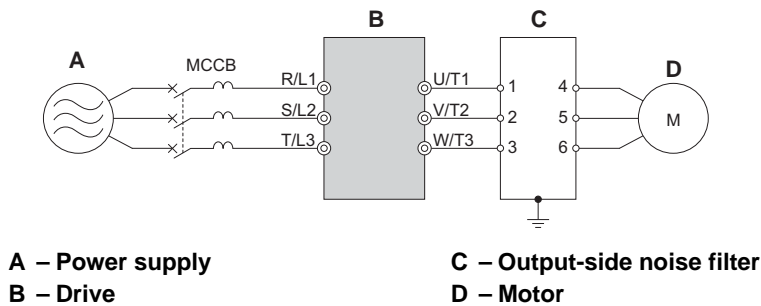 B
C
A
MCCB
D
R/L1
U/T1
1
4
S/L2
V/T2
2
5
M
T/L3
W/T3
3
6
A – Power supply
C – Output-side noise filter
B – Drive
D – Motor